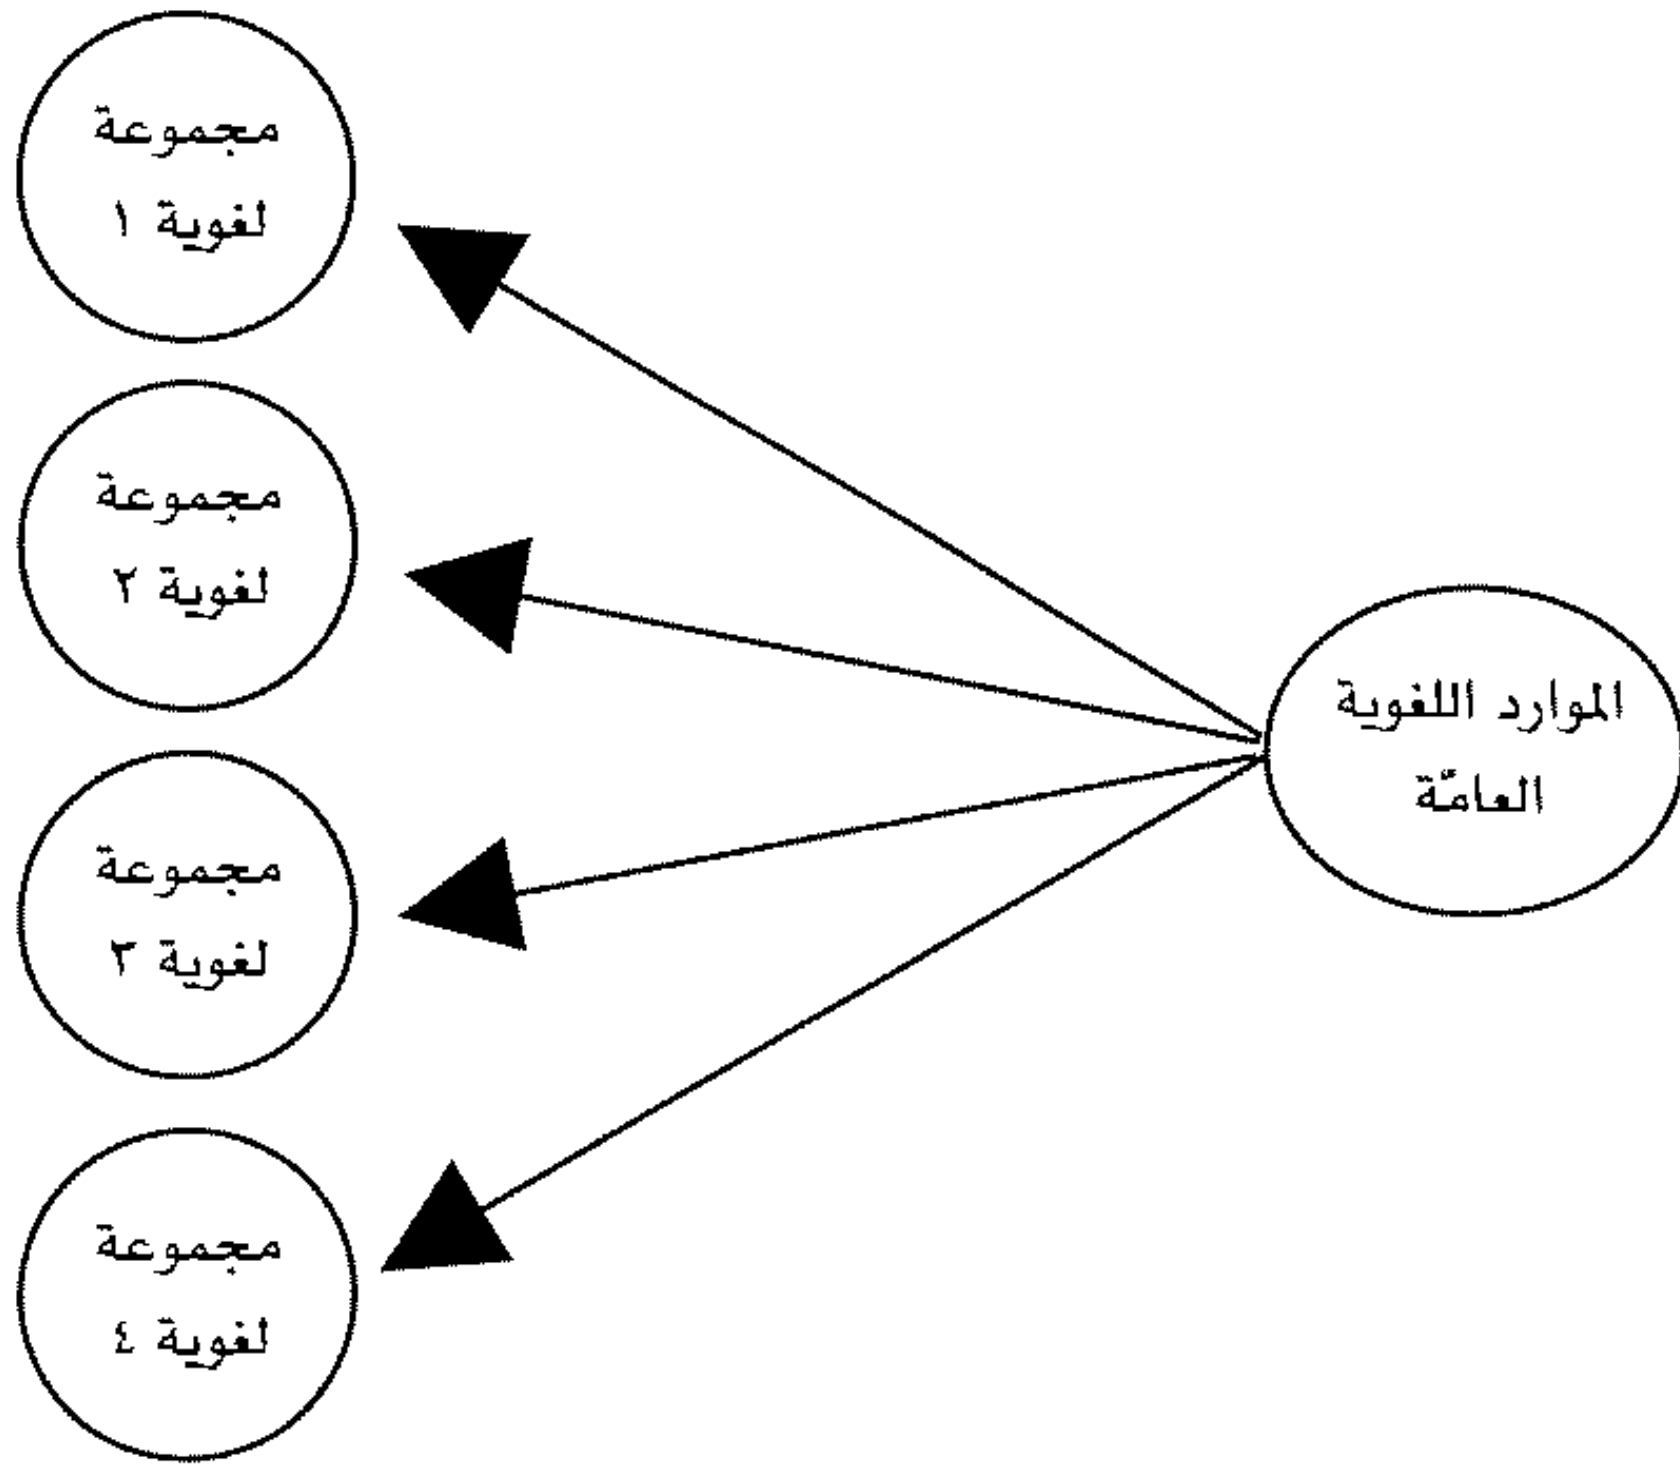 مجموعة
لغوية ١
مجموعة
لغوية ٢
الموارد اللغوية
العامّة
مجموعة
لغوية ٣
مجموعة
لغوية ٤